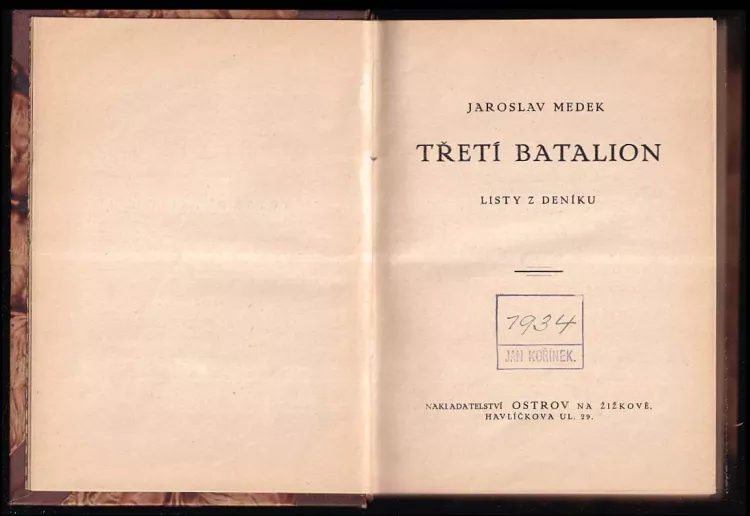 JAROSLAV MEDEK
TŘETÍ BATALION
LISTY Z DENÍKU
1934
JAN KOŘÍNEK.
NAKLADATELSTVÍ OSTROV NA ŽIŽKOVĚ,
HAVLÍČKOVA UL. 29.